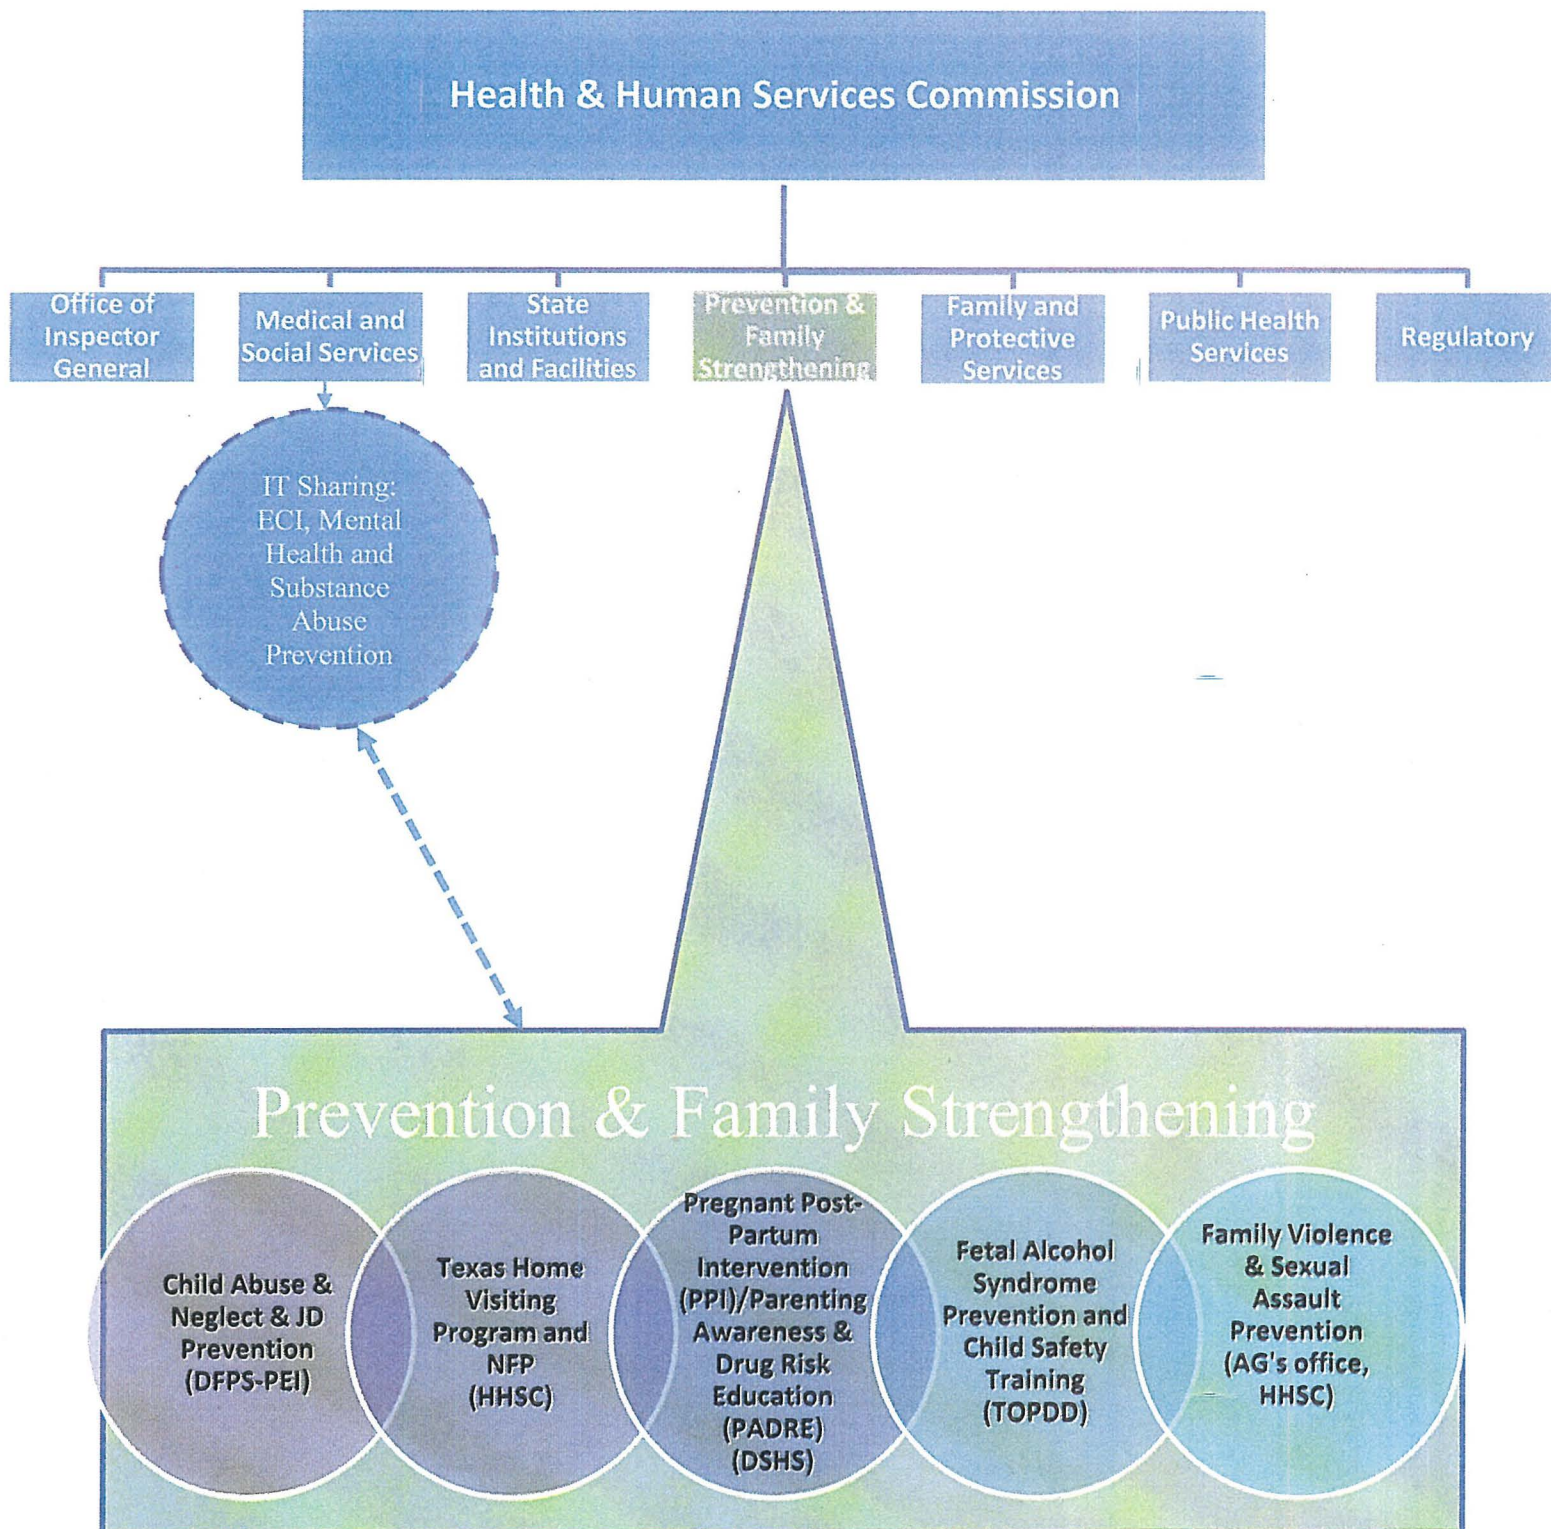 Health & Human Services Commission
Office of
Inspector
General
Medical and
Social Services
State
Institutions
and Facilities
Prevention &
Family
Strengthening
Family and
Protective
Services
Public Health
Services
Regulatory
IT Sharing:
ECI, Mental
Health and
Substance
Abuse
Prevention
Prevention & Family Strengthening
Child Abuse &
Neglect & JD
Prevention
(DFPS-PEI)
Texas Home
Visiting
Program and
NFP
(HHSC)
Pregnant Post-
Partum
Intervention
(PPI)/Parenting
Awareness &
Drug Risk
Education
(PADRE)
(DSHS)
Fetal Alcohol
Syndrome
Prevention and
Child Safety
Training
(TOPDD)
Family Violence
& Sexual
Assault
Prevention
(AG's office,
HHSC)